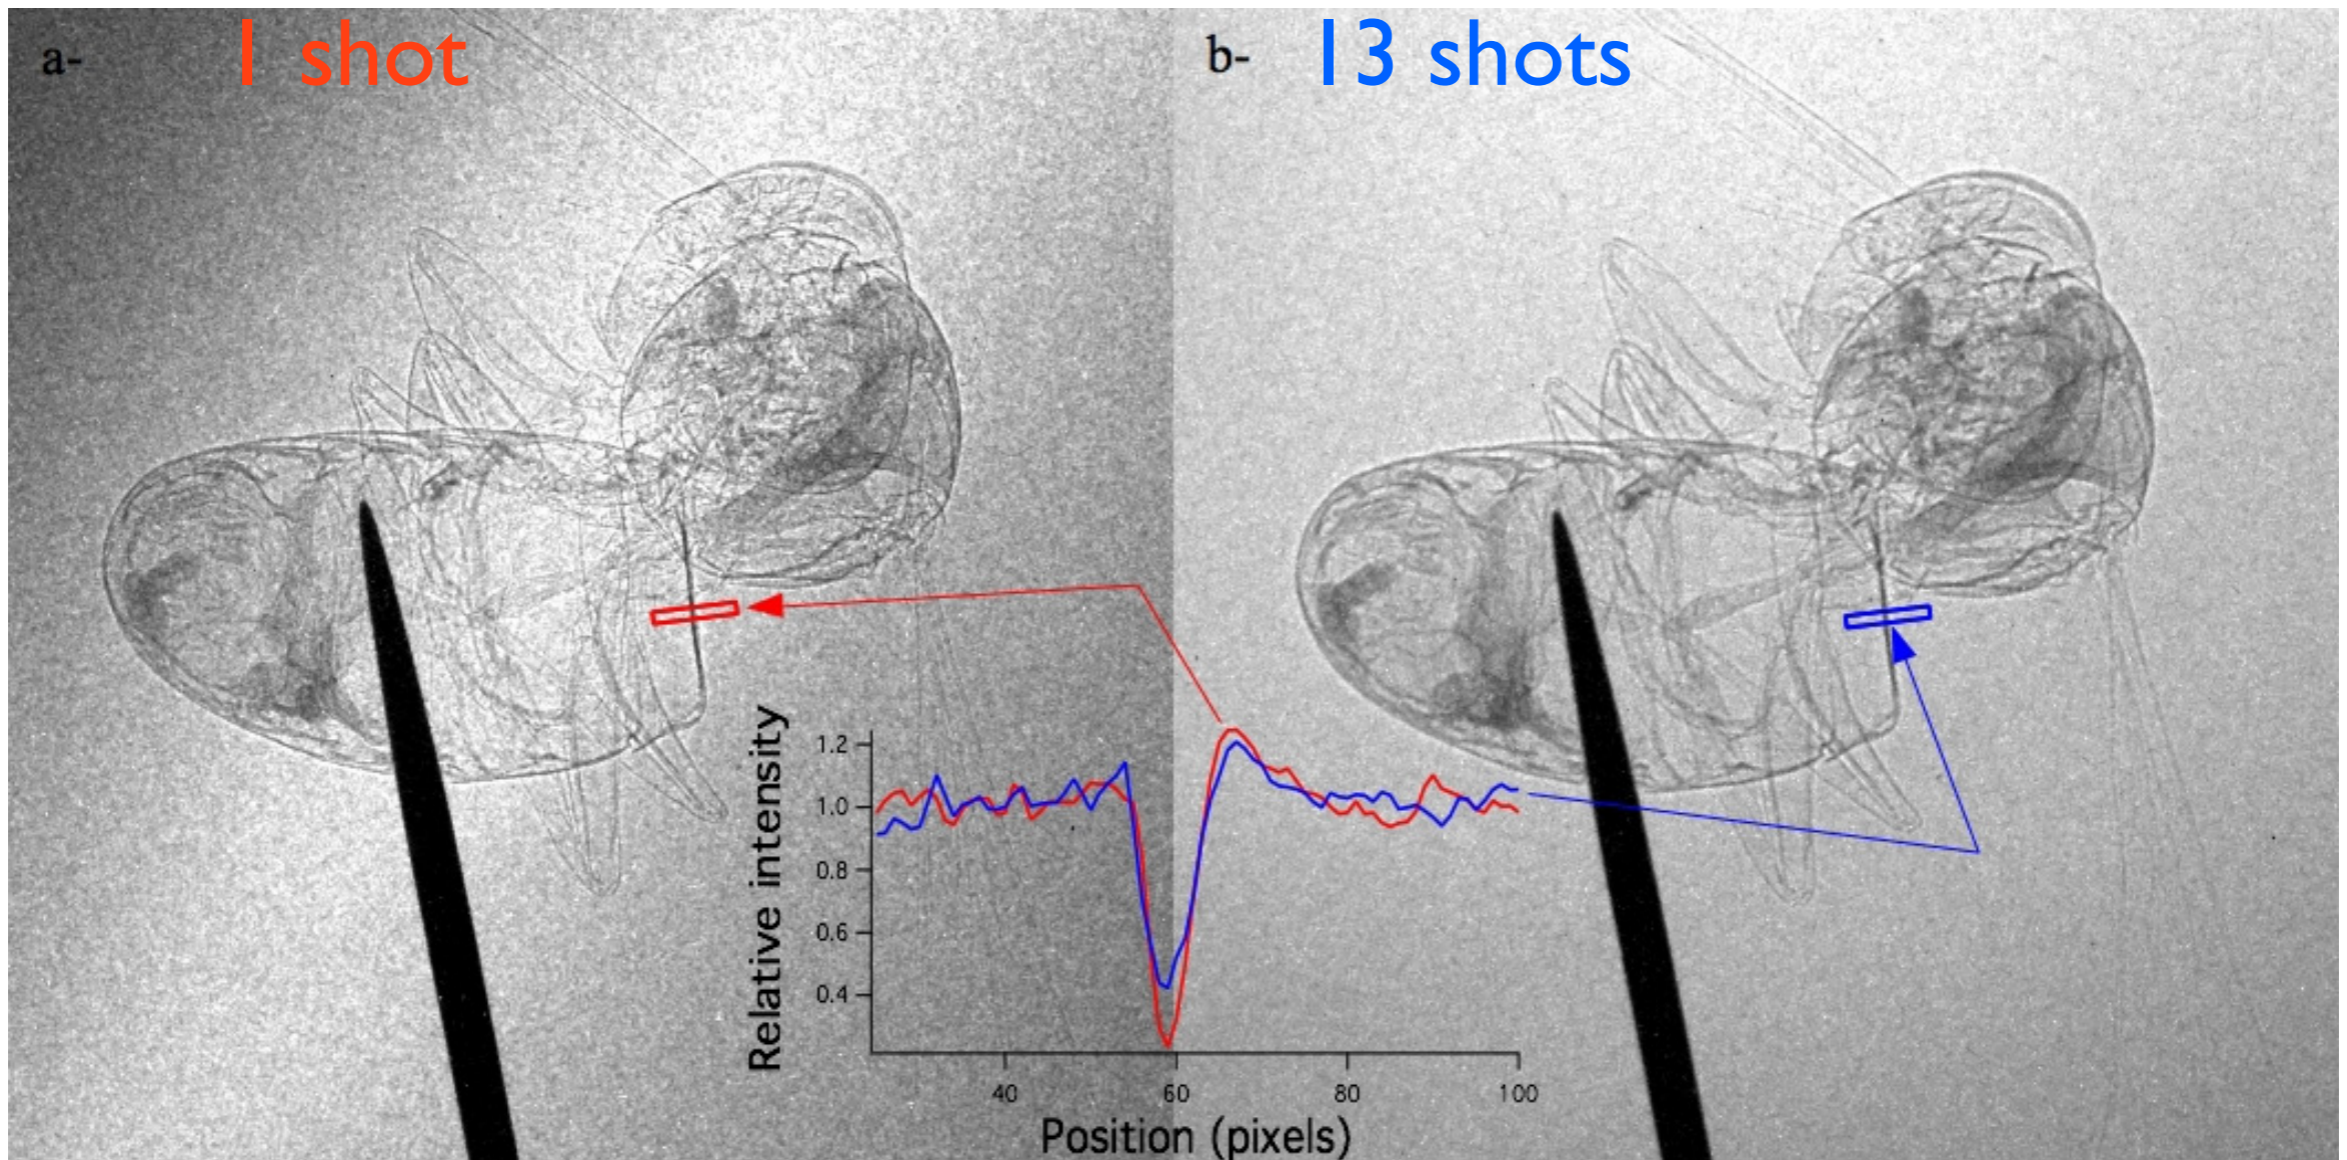 a-
1 shot
b-
13 shots
Relative intensity
1.2
1.0
0.8
0.6
0.4
40
60
80
100
Position (pixels)